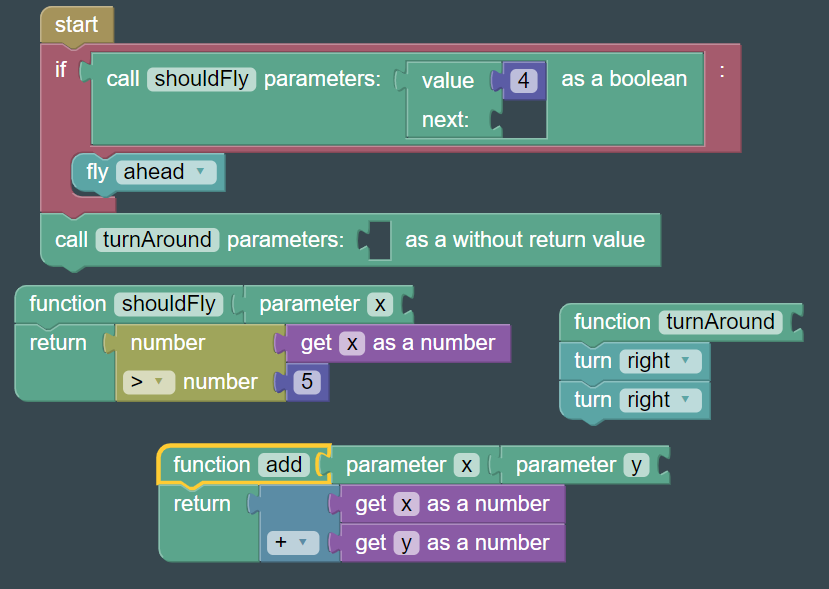 start
if call shouldFly parameters: value 4 as a boolean :
next:
fly ahead
call turnAround parameters: as a without return value
function shouldFly parameter x
return number get x as a number
> number 5
function turnAround
turn right
turn right
function add parameter x parameter y
return get x as a number
+ get y as a number